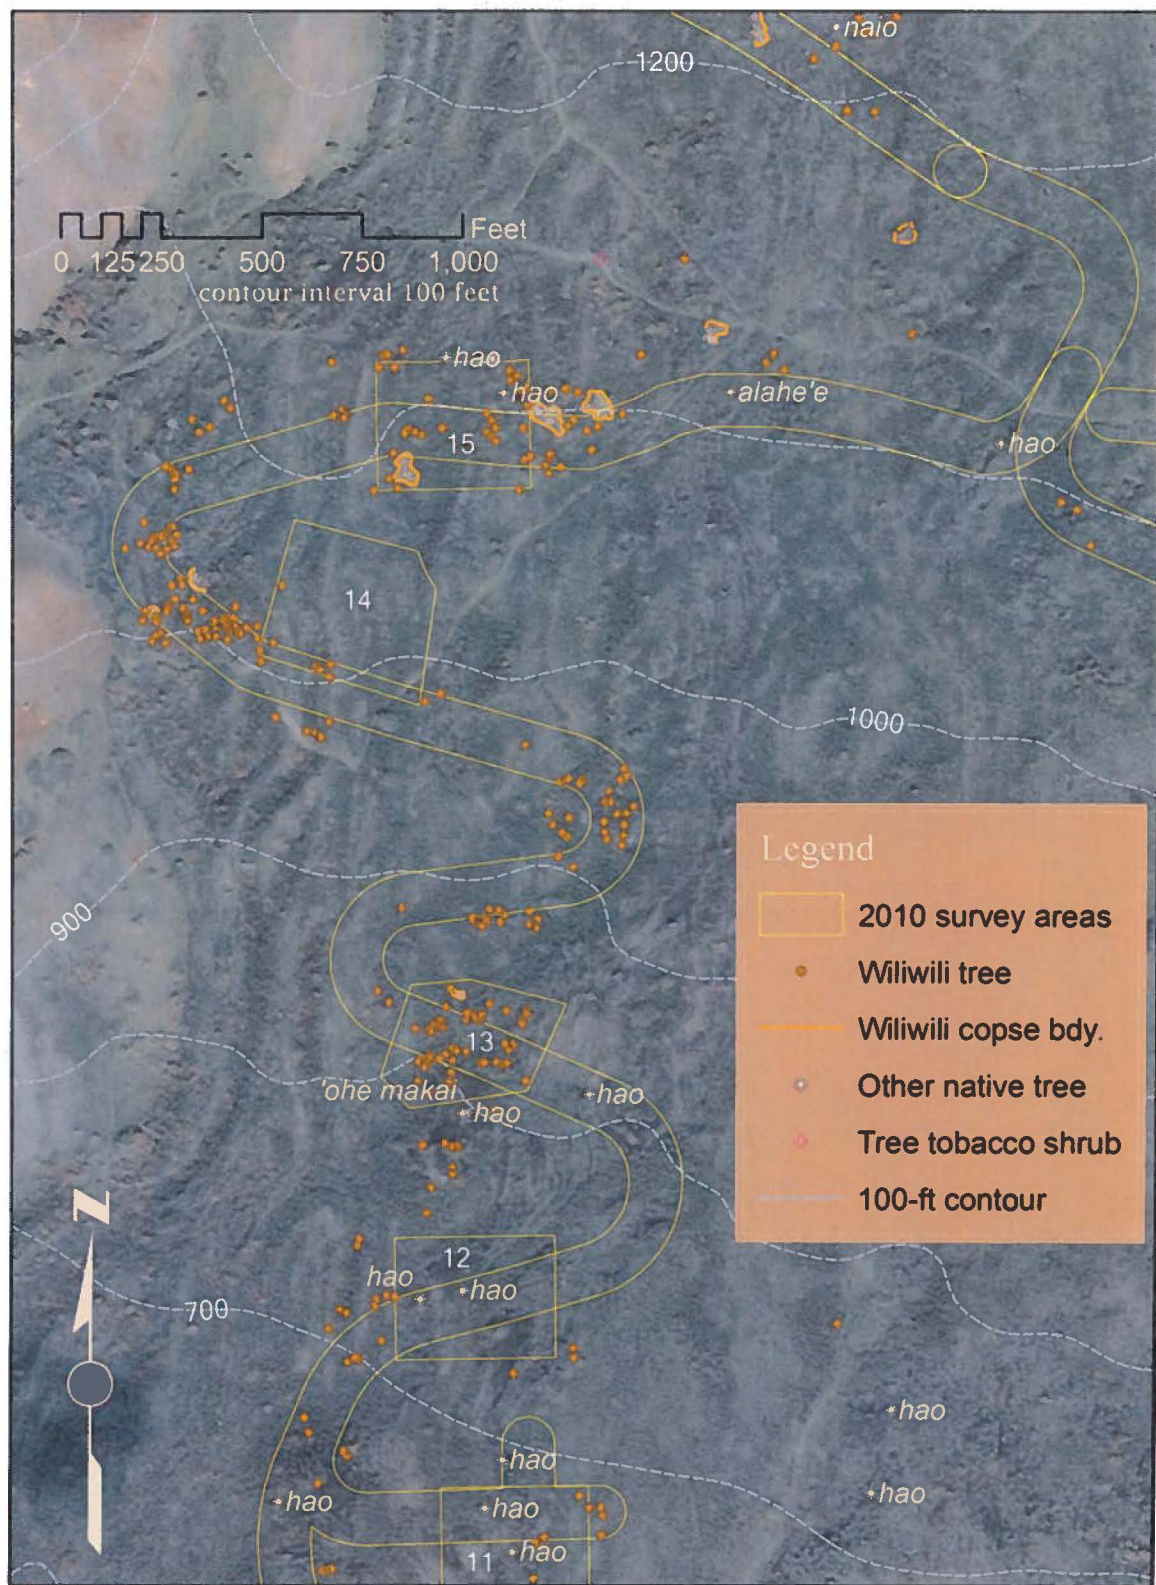 naio
1200
Feet
0 125 250 500 750 1,000
contour interval 100 feet
hao
hao
alahe'e
15
hao
14
1000
Legend
2010 survey areas
Wiliwili tree
Wiliwili copse bdy.
Other native tree
Tree tobacco shrub
100-ft contour
900
13
'ohe makai
hao
hao
N
12
hao
hao
700
hao
hao
hao
hao
hao
11
hao